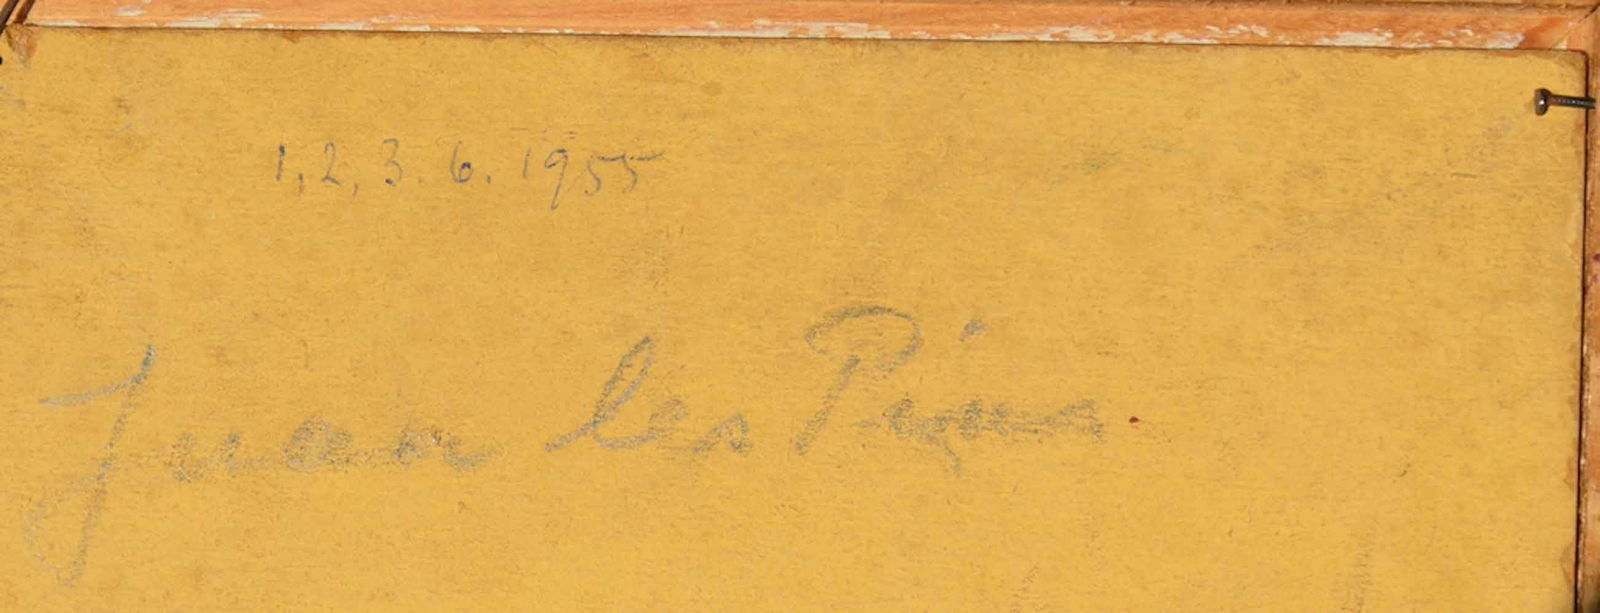 1, 2, 3. 6. 1955
Juan les Pins